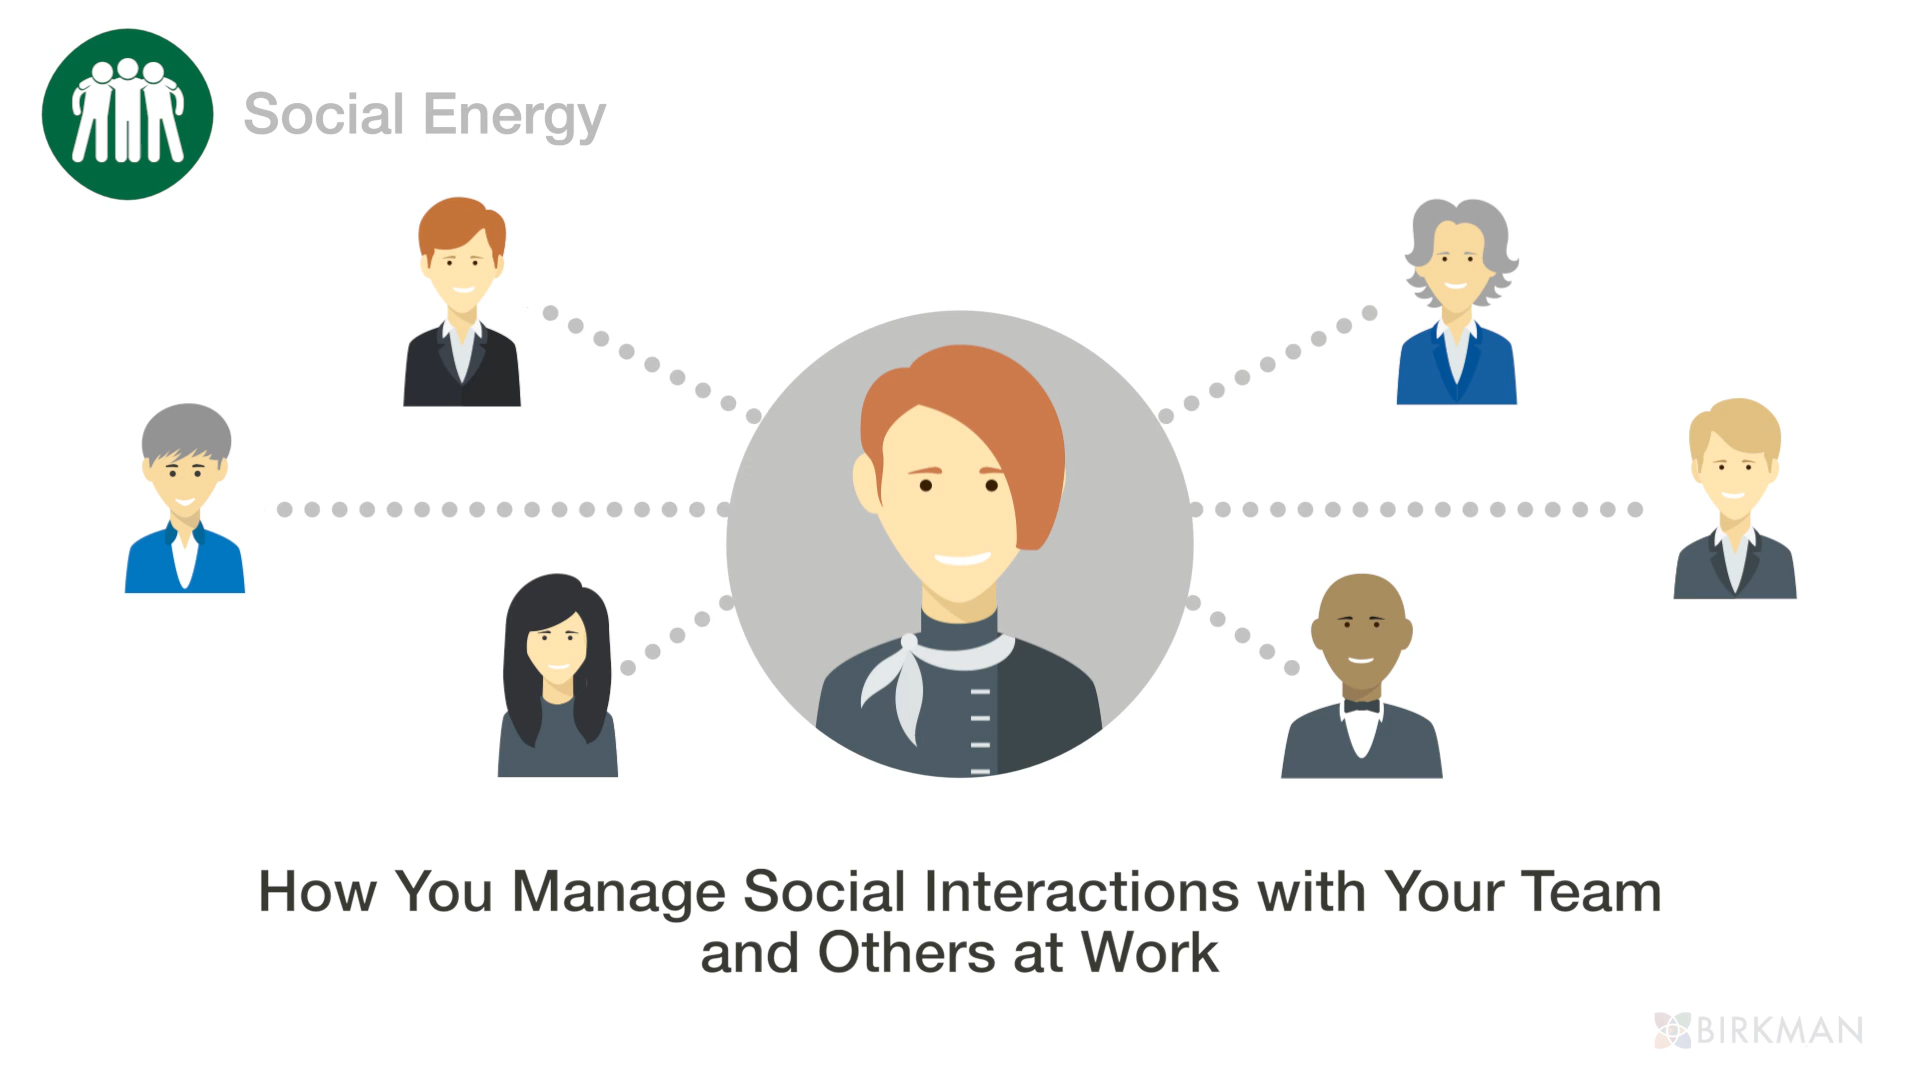 Social Energy
How You Manage Social Interactions with Your Team
and Others at Work
BIRKMAN